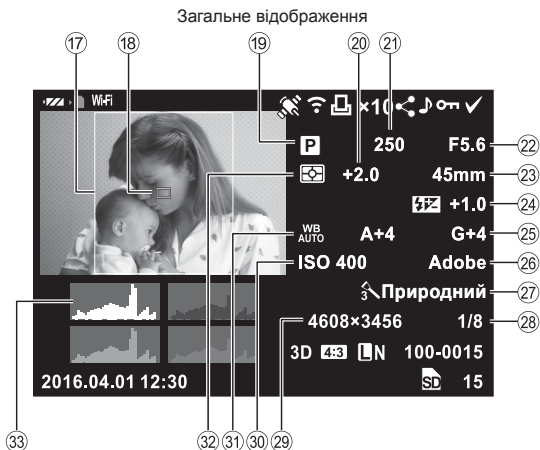 Загальне відображення
17 18 19 20 21
Wi-Fi ×10
P 250 F5.6 22
+2.0 45mm 23
+1.0 24
WB AUTO A+4 G+4 25
ISO 400 Adobe 26
3 Природний 27
4608×3456 1/8 28
3D 4:3 L N 100-0015
2016.04.01 12:30 SD 15
33 32 31 30 29